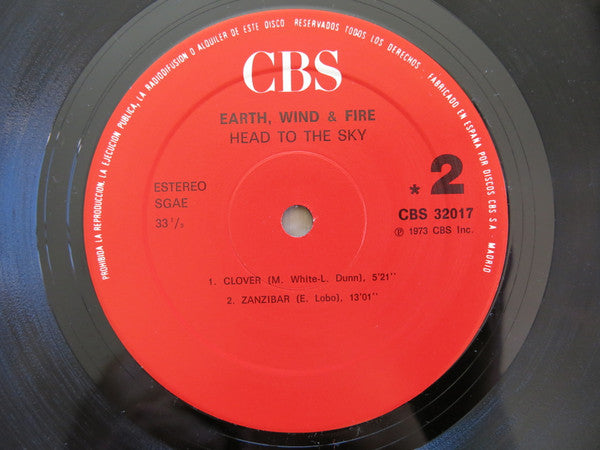 PROHIBIDA LA REPRODUCCION, LA EJECUCION PUBLICA, LA RADIODIFUSION O ALQUILER DE ESTE DISCO - RESERVADOS TODOS LOS DERECHOS - FABRICADO EN ESPAÑA POR DISCOS CBS S.A. - MADRID
CBS
EARTH, WIND & FIRE
HEAD TO THE SKY
ESTEREO
SGAE
33 1/3
* 2
CBS 32017
℗ 1973 CBS Inc.
1. CLOVER (M. White-L. Dunn), 5'21''
2. ZANZIBAR (E. Lobo), 13'01''